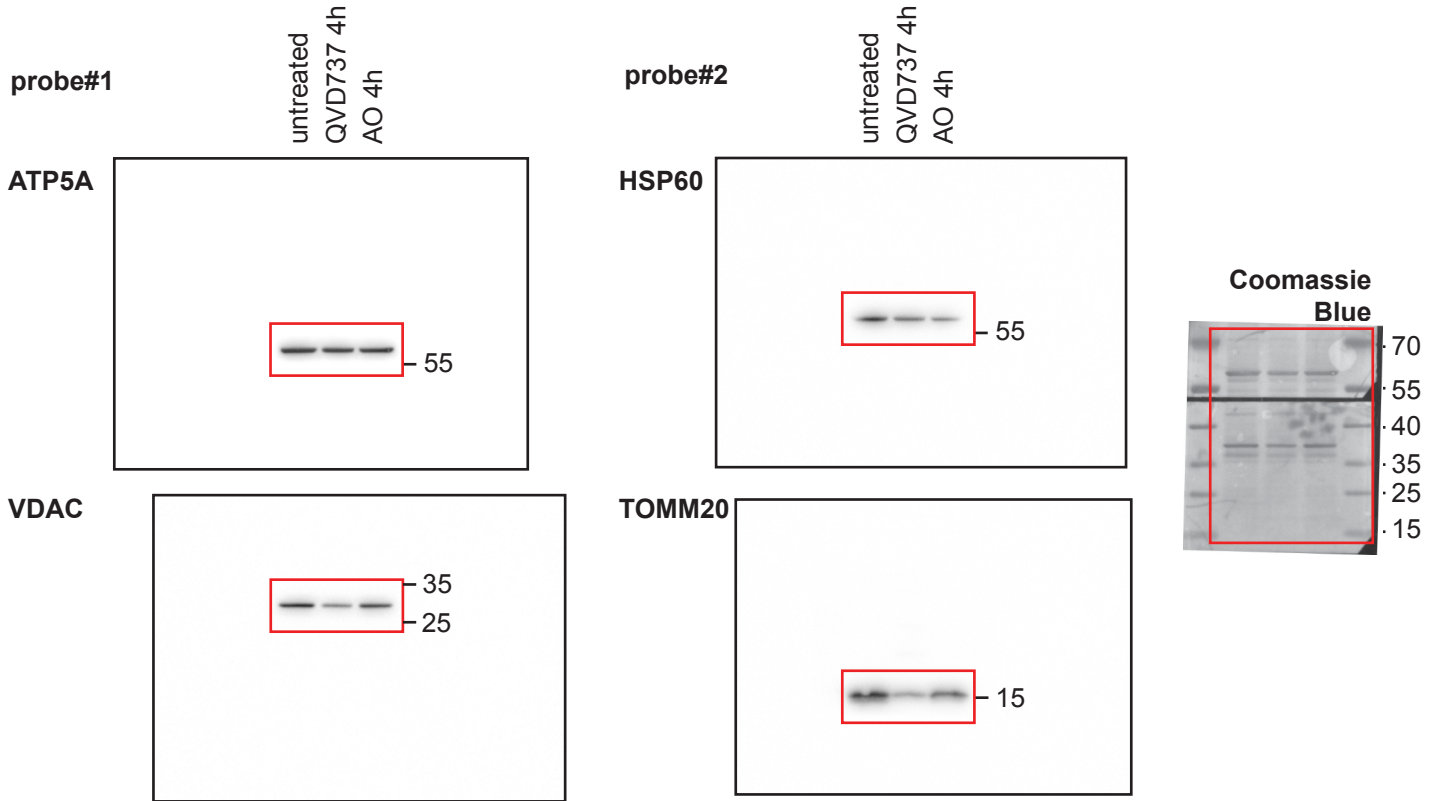 probe#1
untreated
QVD737 4h
AO 4h
ATP5A
55
VDAC
35
25
probe#2
untreated
QVD737 4h
AO 4h
HSP60
55
TOMM20
15
Coomassie
Blue
70
55
40
35
25
15